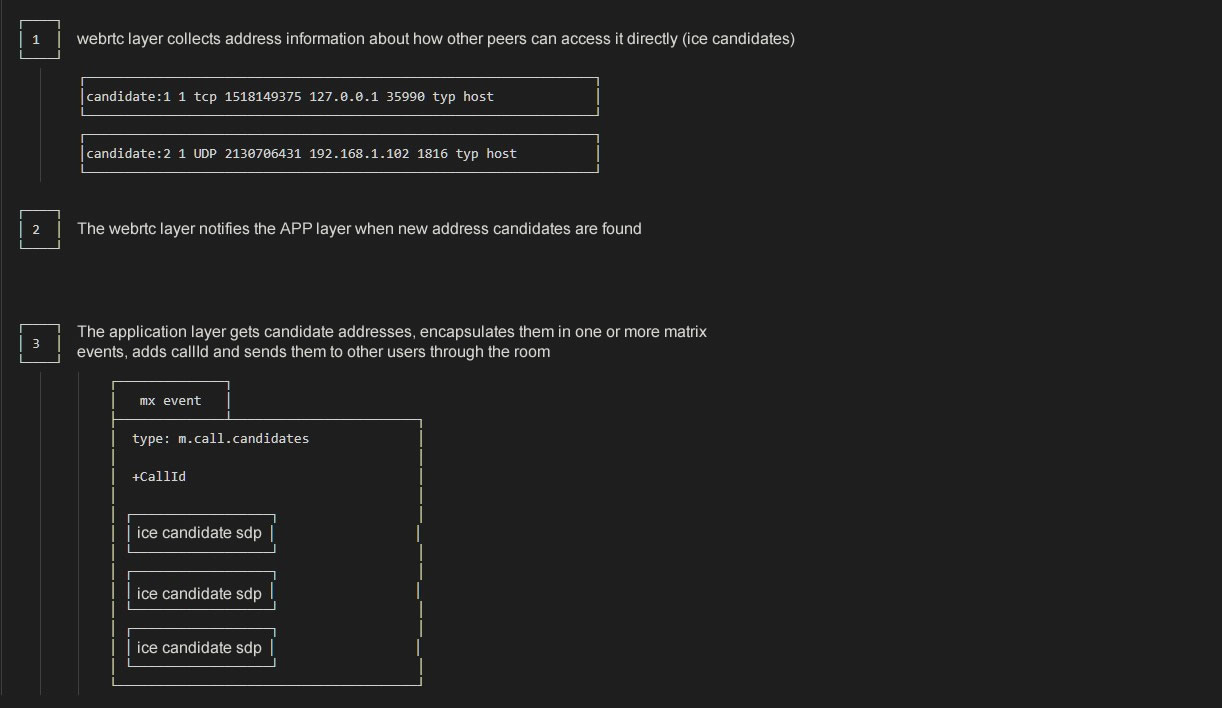 1
webrtc layer collects address information about how other peers can access it directly (ice candidates)
candidate:1 1 tcp 1518149375 127.0.0.1 35990 typ host
candidate:2 1 UDP 2130706431 192.168.1.102 1816 typ host
2
The webrtc layer notifies the APP layer when new address candidates are found
3
The application layer gets candidate addresses, encapsulates them in one or more matrix
events, adds callId and sends them to other users through the room
mx event
type: m.call.candidates
+CallId
ice candidate sdp
ice candidate sdp
ice candidate sdp